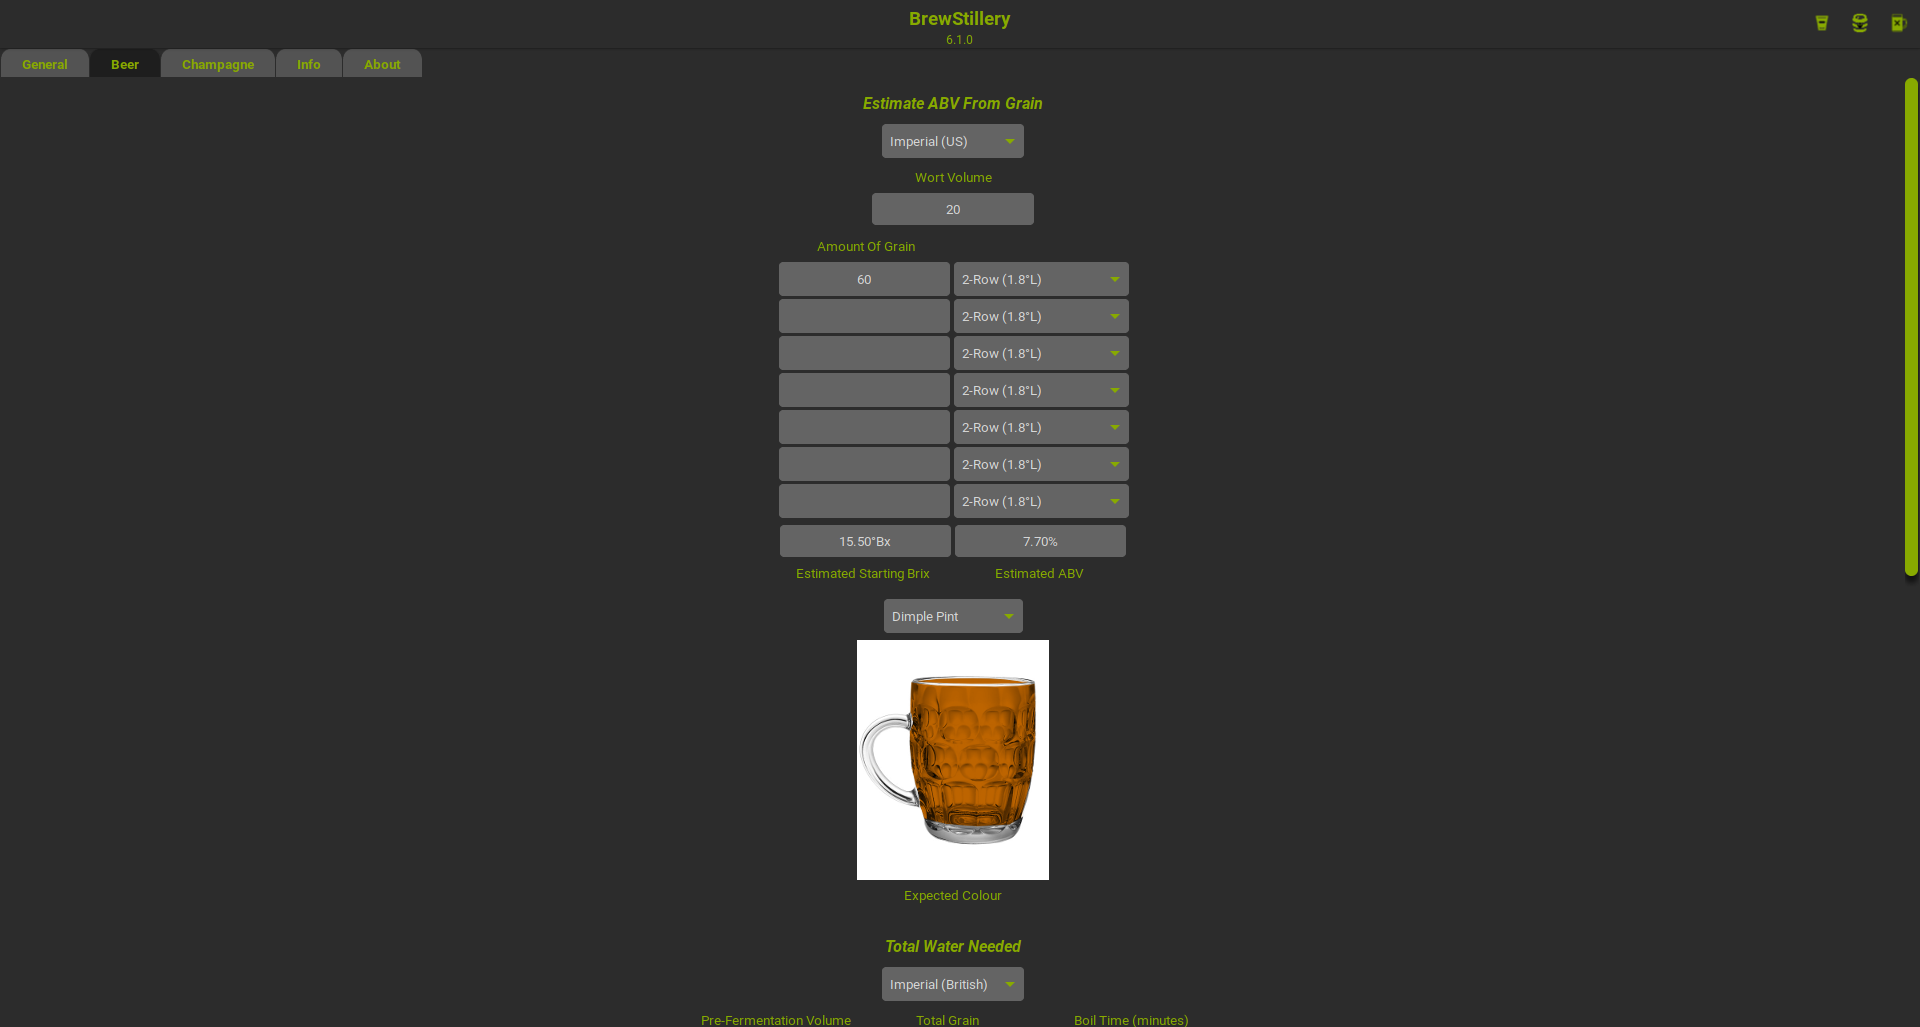 BrewStillery
6.1.0
General Beer Champagne Info About
Estimate ABV From Grain
Imperial (US)
Wort Volume
20
Amount Of Grain
60 2-Row (1.8°L)
2-Row (1.8°L)
2-Row (1.8°L)
2-Row (1.8°L)
2-Row (1.8°L)
2-Row (1.8°L)
2-Row (1.8°L)
15.50°Bx 7.70%
Estimated Starting Brix Estimated ABV
Dimple Pint
Expected Colour
Total Water Needed
Imperial (British)
Pre-Fermentation Volume Total Grain Boil Time (minutes)